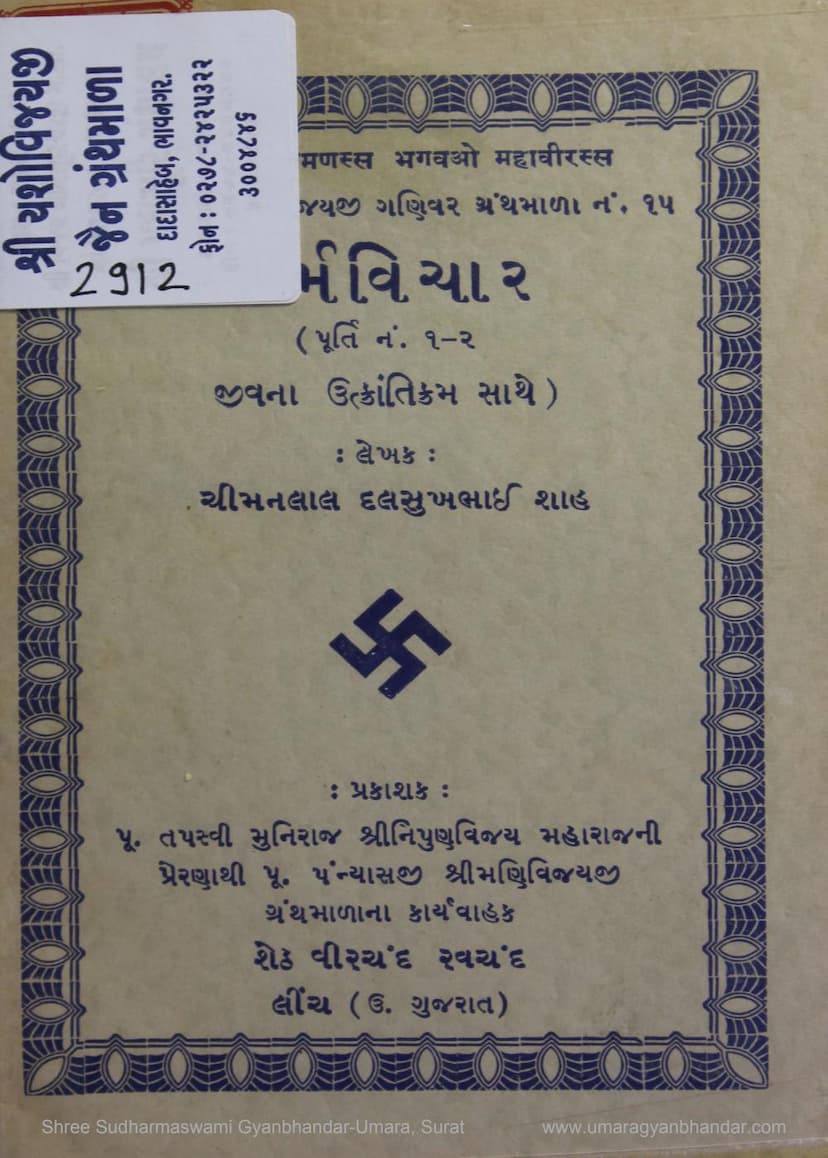 શ્રી યશોવિજયજી
જૈન ગ્રંથમાળા
દાદાસાહેબ, ભાવનગર.
ફોન : ૦૨૭૮-૨૪૨૫૩૨૨
૩૦૦૪૮૪૬
2912
મણસ્સ ભગવઓ મહાવીરસ્સ
જયજી ગણિવર ગ્રંથમાળા નં. ૧૫
ર્મવિચાર
(પૂર્તિ નં. ૧-૨
જીવના ઉત્ક્રાંતિક્રમ સાથે)
: લેખક :
ચીમનલાલ દલસુખભાઈ શાહ
: પ્રકાશક :
પૂ. તપસ્વી મુનિરાજ શ્રીનિપુણવિજય મહારાજની
પ્રેરણાથી પૂ. પંન્યાસજી શ્રીમણિવિજયજી
ગ્રંથમાળાના કાર્યવાહક
શેઠ વીરચંદ રવચંદ
લીંચ (ઉ. ગુજરાત)
Shree Sudharmaswami Gyanbhandar-Umara, Surat
www.umaragyanbhandar.com